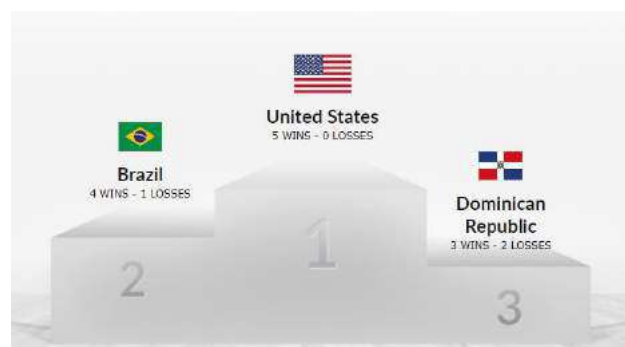 United States
5 WINS - 0 LOSSES
Brazil
4 WINS - 1 LOSSES
Dominican
Republic
3 WINS - 2 LOSSES
1
2
3